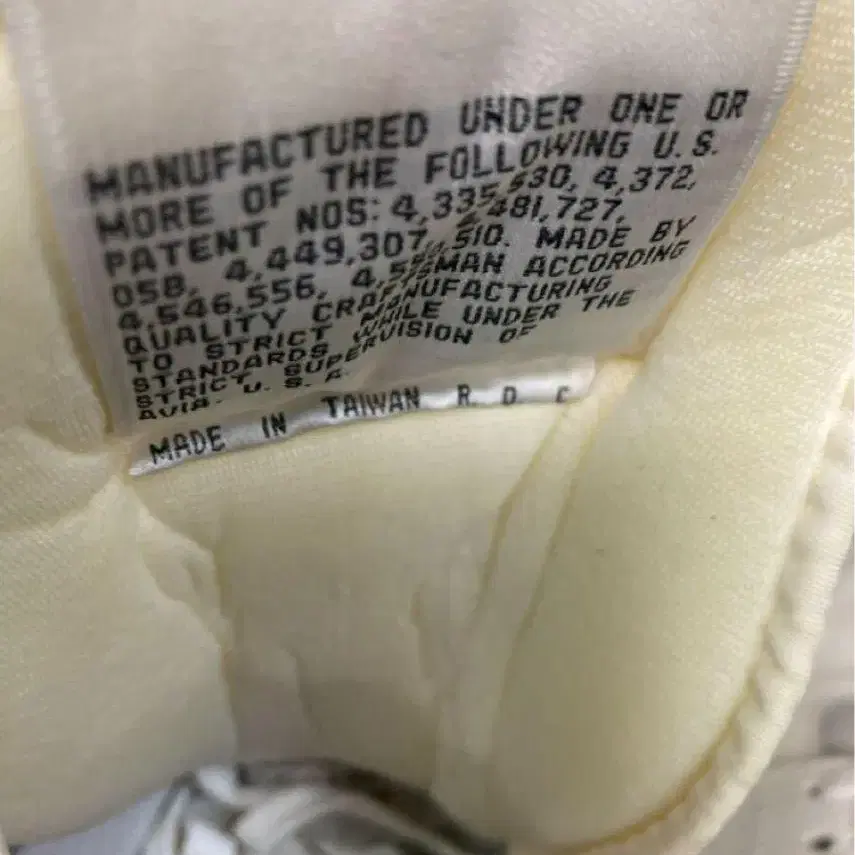 MANUFACTURED UNDER ONE OR
MORE OF THE FOLLOWING U.S.
PATENT NOS: 4,335,530, 4,372,
058, 4,449,307, 4,481,727,
4,546,556, 510. MADE BY
QUALITY CRAFTSMAN ACCORDING
TO STRICT MANUFACTURING
STANDARDS WHILE UNDER THE
STRICT SUPERVISION OF
AVIA. U. S. A.
MADE IN TAIWAN R. O. C